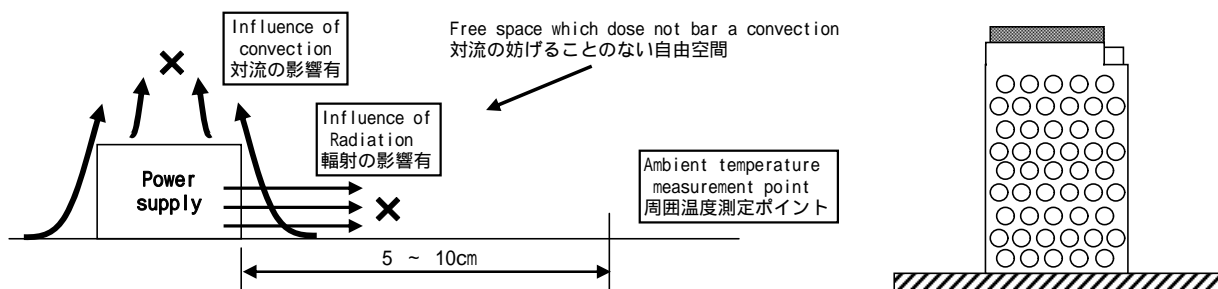 Influence of
convection
対流の影響有
Free space which dose not bar a convection
対流の妨げることのない自由空間
Influence of
Radiation
輻射の影響有
Power
supply
Ambient temperature
measurement point
周囲温度測定ポイント
5 ~ 10cm